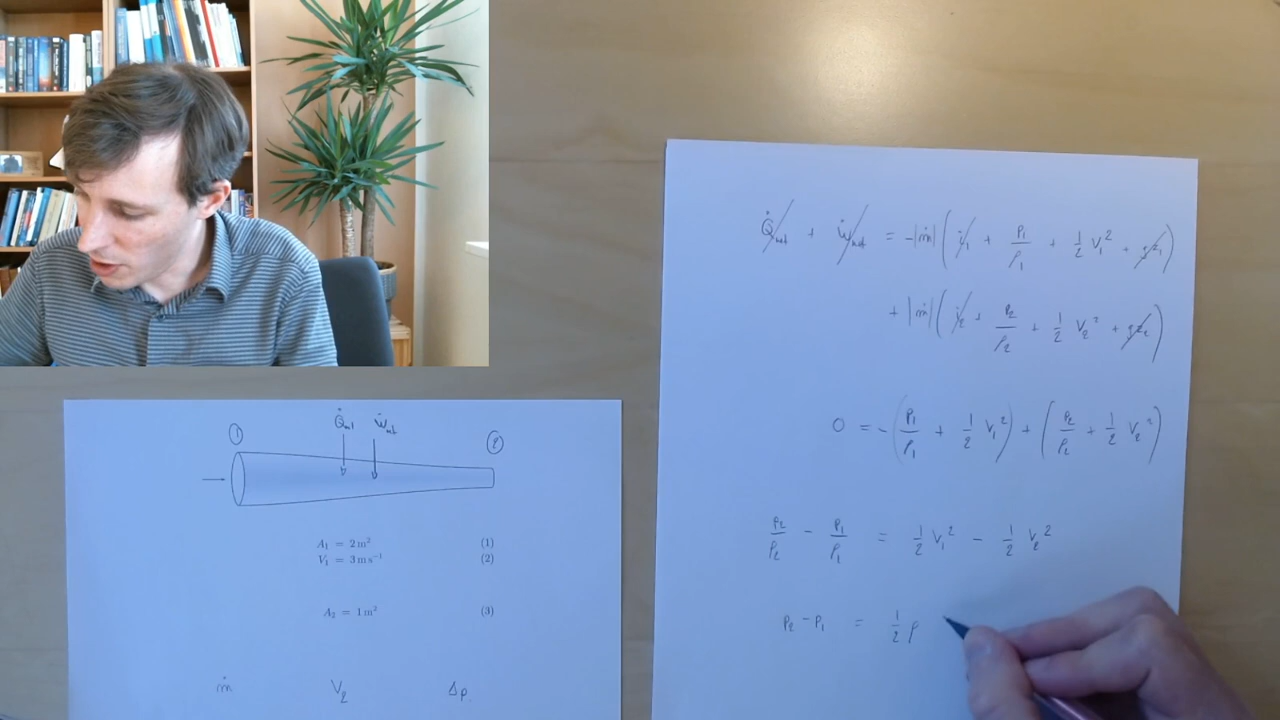 Q̇net + Ẇnet = -|ṁ| ( i₁ + p₁/ρ₁ + 1/2 V₁² + gz₁ )
+ |ṁ| ( i₂ + p₂/ρ₂ + 1/2 V₂² + gz₂ )
0 = - ( p₁/ρ₁ + 1/2 V₁² ) + ( p₂/ρ₂ + 1/2 V₂² )
p₂/ρ₂ - p₁/ρ₁ = 1/2 V₁² - 1/2 V₂²
p₂ - p₁ = 1/2 ρ
Q̇net Ẇnet
1 2
A₁ = 2 m² (1)
V₁ = 3 m s⁻¹ (2)
A₂ = 1 m² (3)
ṁ V₂ Δp